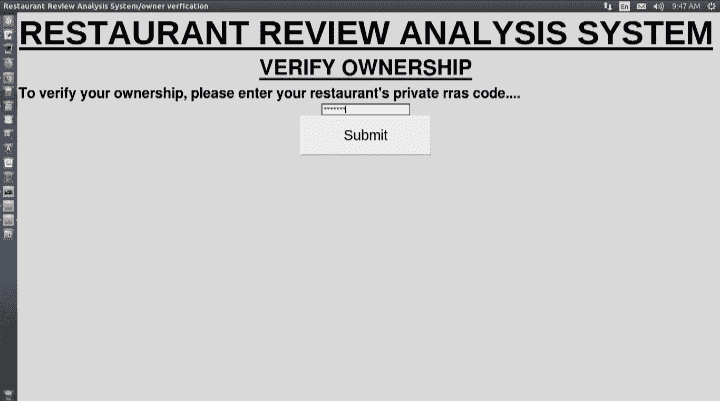 Restaurant Review Analysis System/owner verfication
En
9:47 AM
RESTAURANT REVIEW ANALYSIS SYSTEM
VERIFY OWNERSHIP
To verify your ownership, please enter your restaurant's private rras code....
*******
Submit